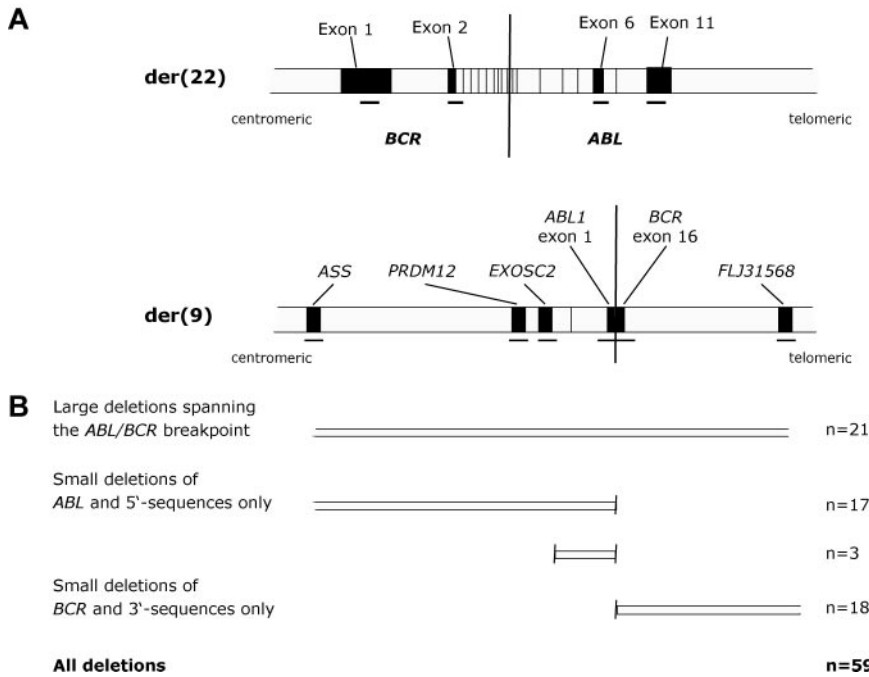 A
Exon 1
Exon 2
Exon 6
Exon 11
der(22)
centromeric
telomeric
BCR
ABL
ABL1
exon 1
BCR
exon 16
ASS
PRDM12
EXOSC2
FLJ31568
der(9)
centromeric
telomeric
B
Large deletions spanning
the ABL/BCR breakpoint
n=21
Small deletions of
ABL and 5'-sequences only
n=17
n=3
Small deletions of
BCR and 3'-sequences only
n=18
All deletions
n=59